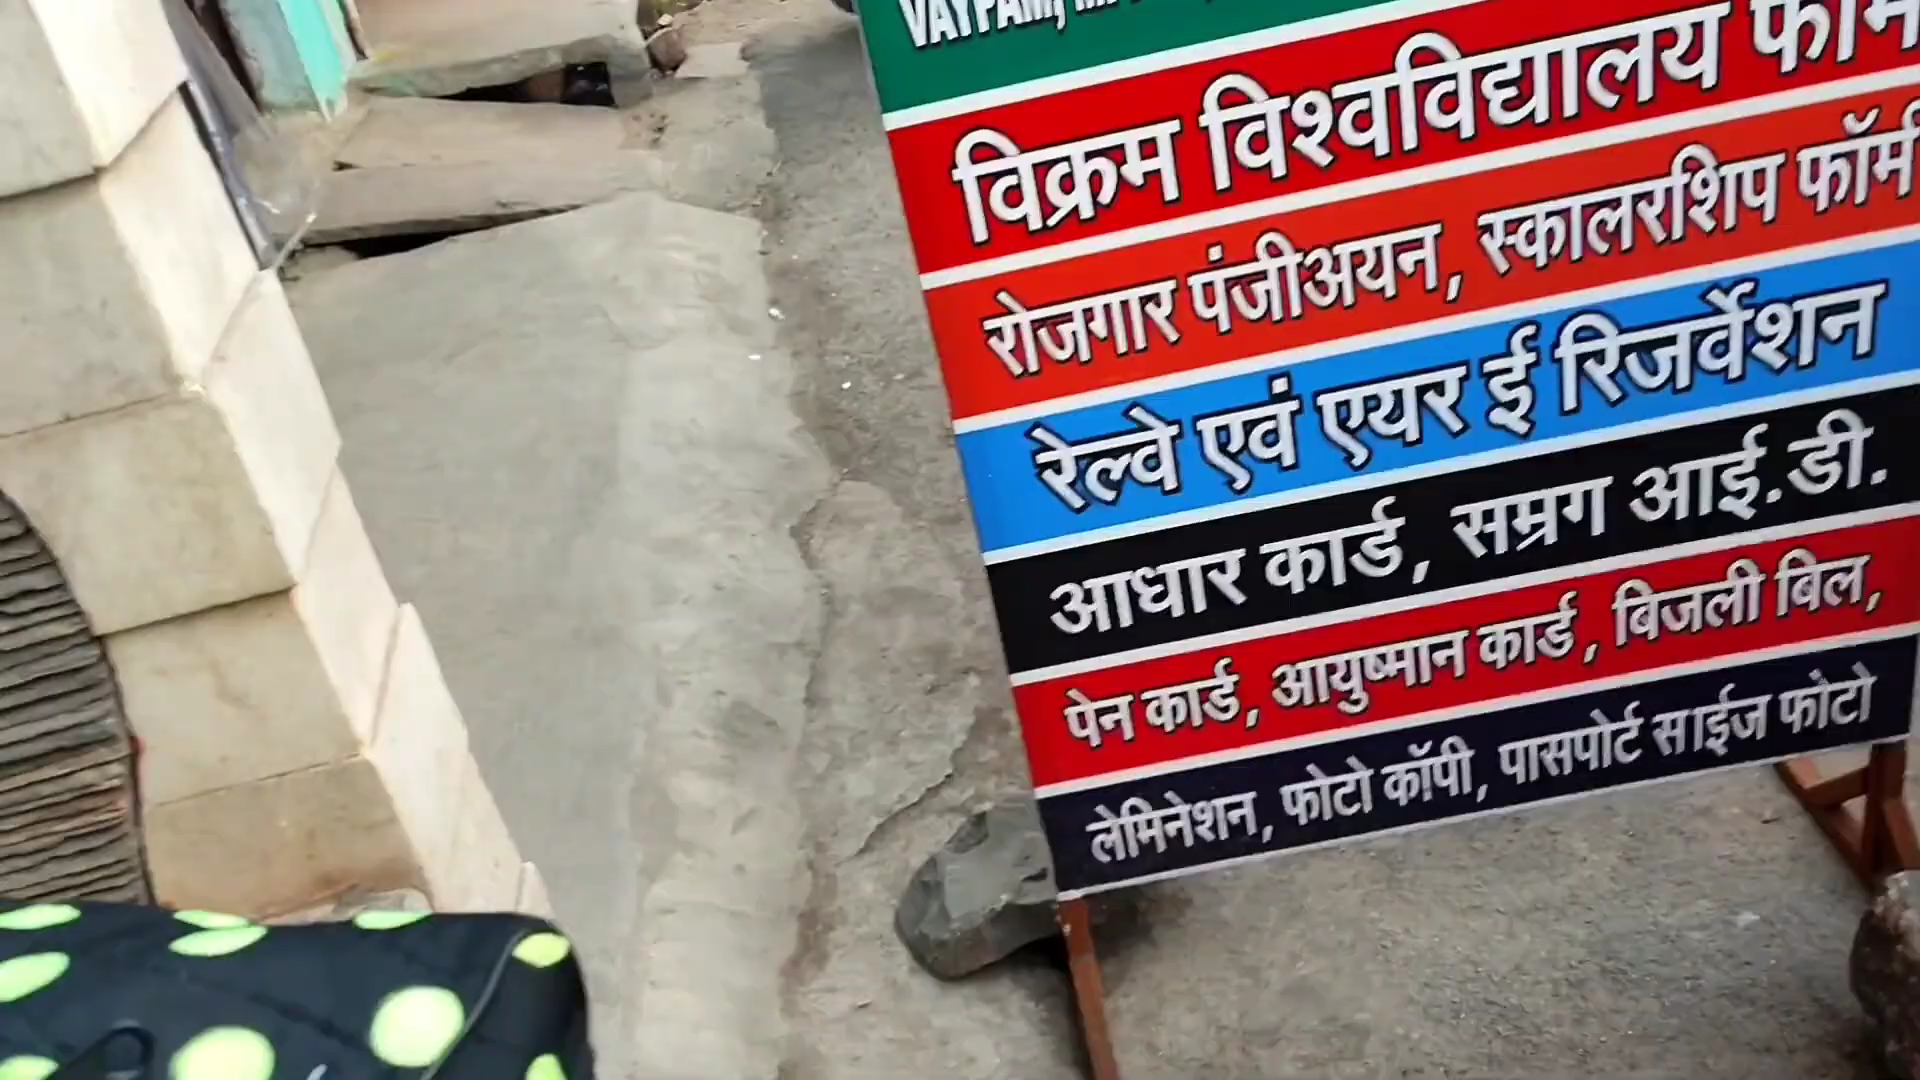 VAYPAM,
विक्रम विश्वविद्यालय फॉर्म
रोजगार पंजीअयन, स्कालरशिप फॉर्म
रेल्वे एवं एयर ई रिजर्वेशन
आधार कार्ड, सम्रग आई.डी.
पेन कार्ड, आयुष्मान कार्ड, बिजली बिल,
लेमिनेशन, फोटो कॉपी, पासपोर्ट साईज फोटो